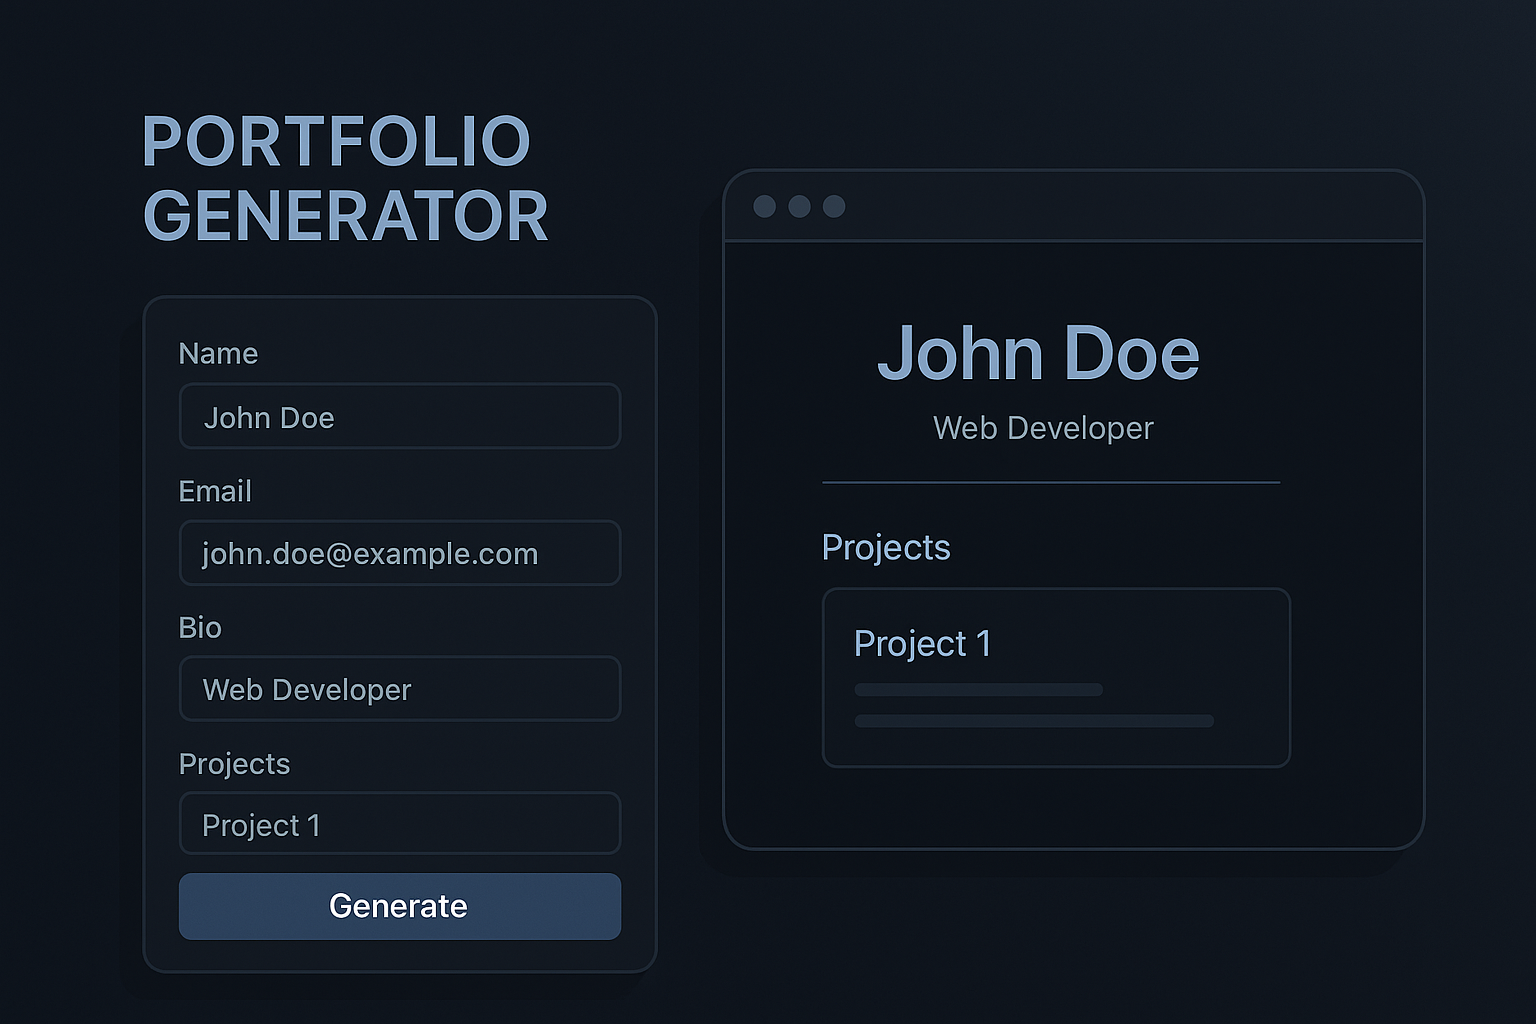 PORTFOLIO
GENERATOR
Name
John Doe
Email
john.doe@example.com
Bio
Web Developer
Projects
Project 1
Generate
John Doe
Web Developer
Projects
Project 1